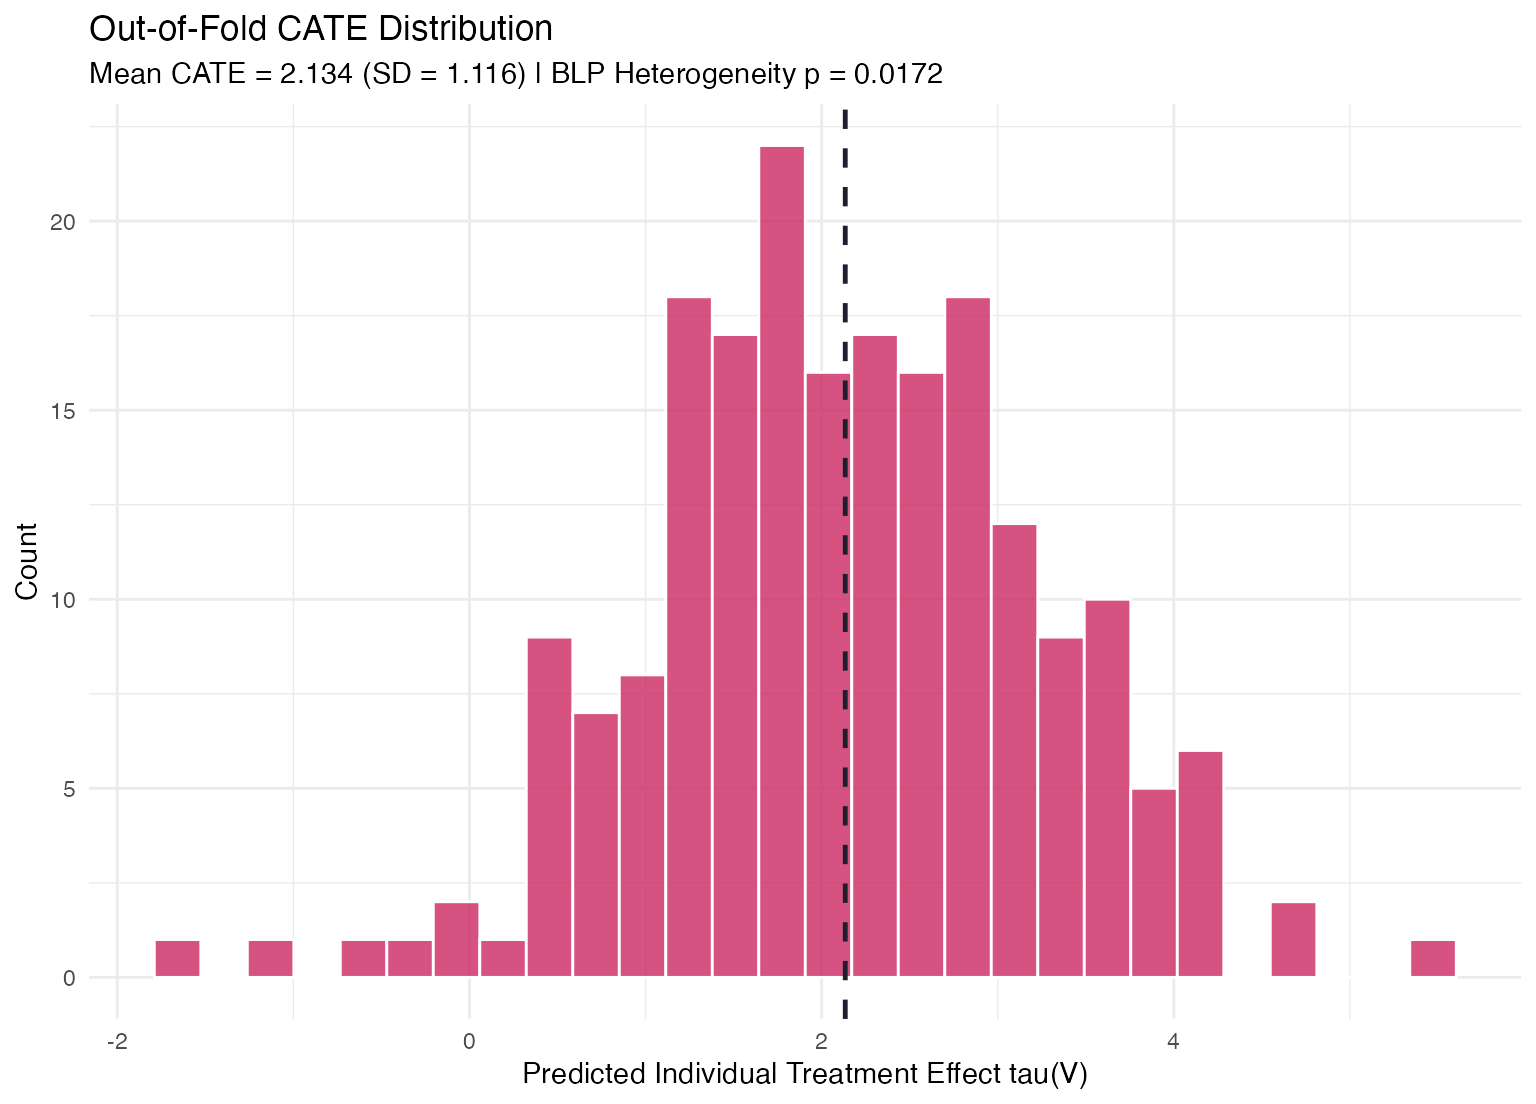 Out-of-Fold CATE Distribution
Mean CATE = 2.134 (SD = 1.116) | BLP Heterogeneity p = 0.0172
20
15
10
5
0
Count
-2
0
2
4
Predicted Individual Treatment Effect tau(V)